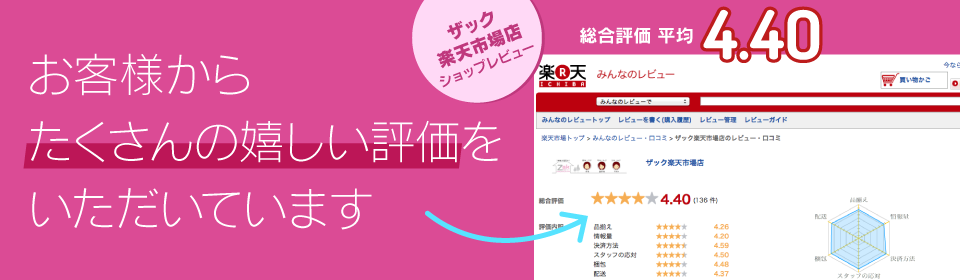 お客様から
たくさんの嬉しい評価を
いただいています
ザック
楽天市場店
ショップレビュー
総合評価 平均 4.40
楽R天 みんなのレビュー
ICHIBA
今なら
買い物かご
みんなのレビューで
みんなのレビュートップ レビューを書く(購入履歴) レビュー管理 レビューガイド
楽天市場トップ > みんなのレビュー・口コミ > ザック楽天市場店のレビュー・口コミ
ザック楽天市場店
総合評価 ★★★★★ 4.40 (136 件)
評価内訳
品揃え ★★★★★ 4.26
情報量 ★★★★★ 4.20
決済方法 ★★★★★ 4.59
スタッフの応対 ★★★★★ 4.50
梱包 ★★★★★ 4.48
配送 ★★★★★ 4.37
品揃え
配送 情報量
梱包 決済方法
スタッフの応対